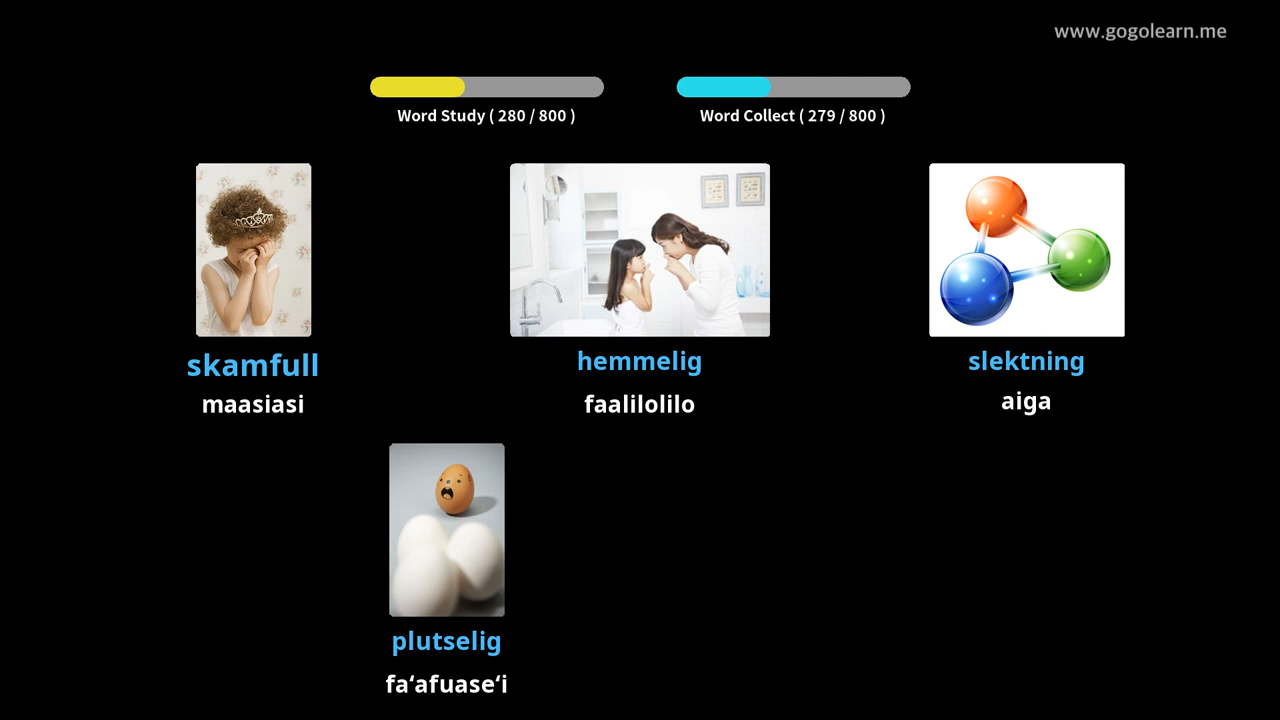 www.gogolearn.me
Word Study ( 280 / 800 )
Word Collect ( 279 / 800 )
skamfull
maasiasi
hemmelig
faalilolilo
slektning
aiga
plutselig
fa‘afuase‘i